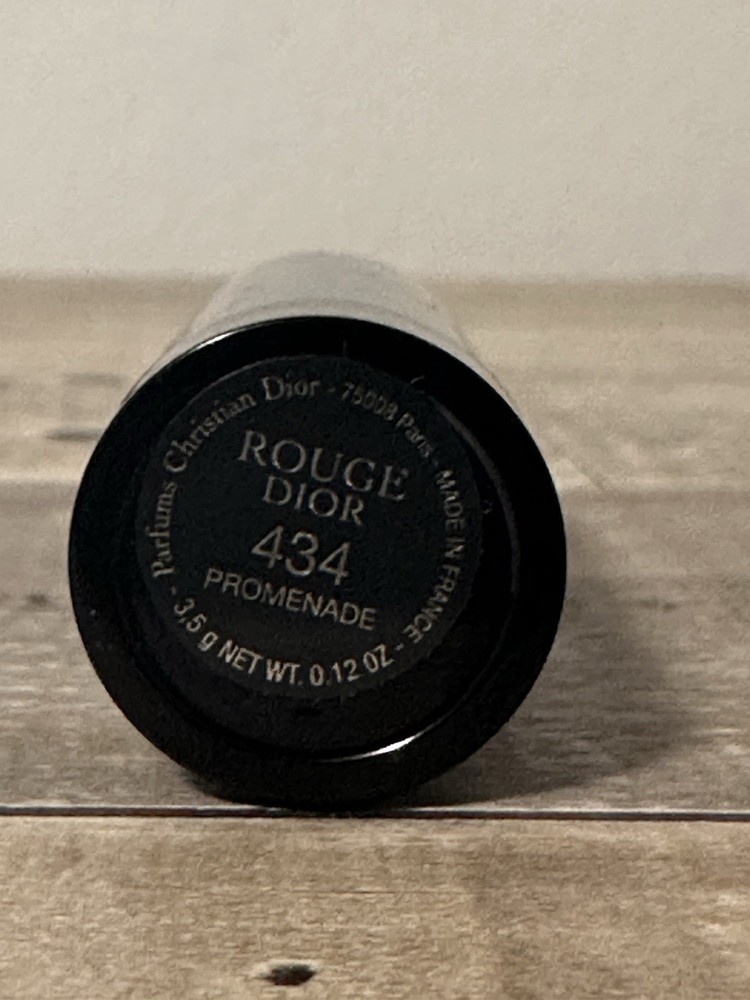 Parfums Christian Dior - 75008 Paris - MADE IN FRANCE -
ROUGE
DIOR
434
PROMENADE
3,5 g NET WT. 0.12 OZ -